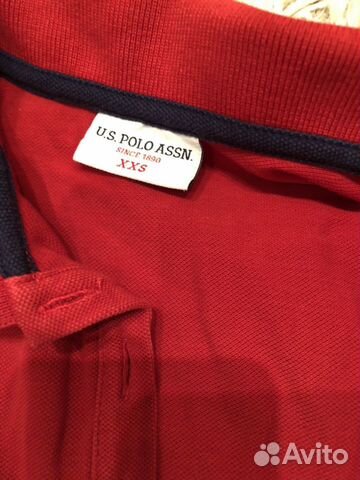 U.S. POLO ASSN.
SINCE 1890
XXS
Avito